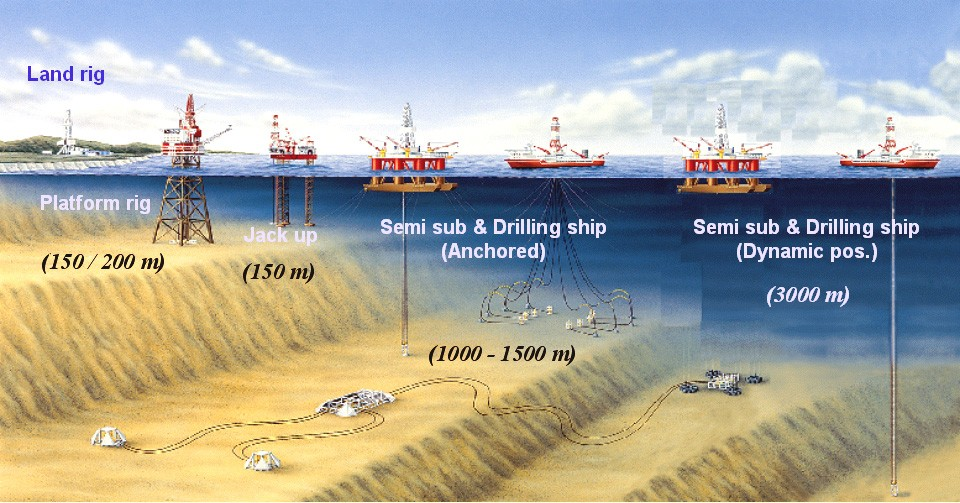 Land rig
Platform rig
(150 / 200 m)
Jack up
(150 m)
Semi sub & Drilling ship
(Anchored)
(1000 - 1500 m)
Semi sub & Drilling ship
(Dynamic pos.)
(3000 m)